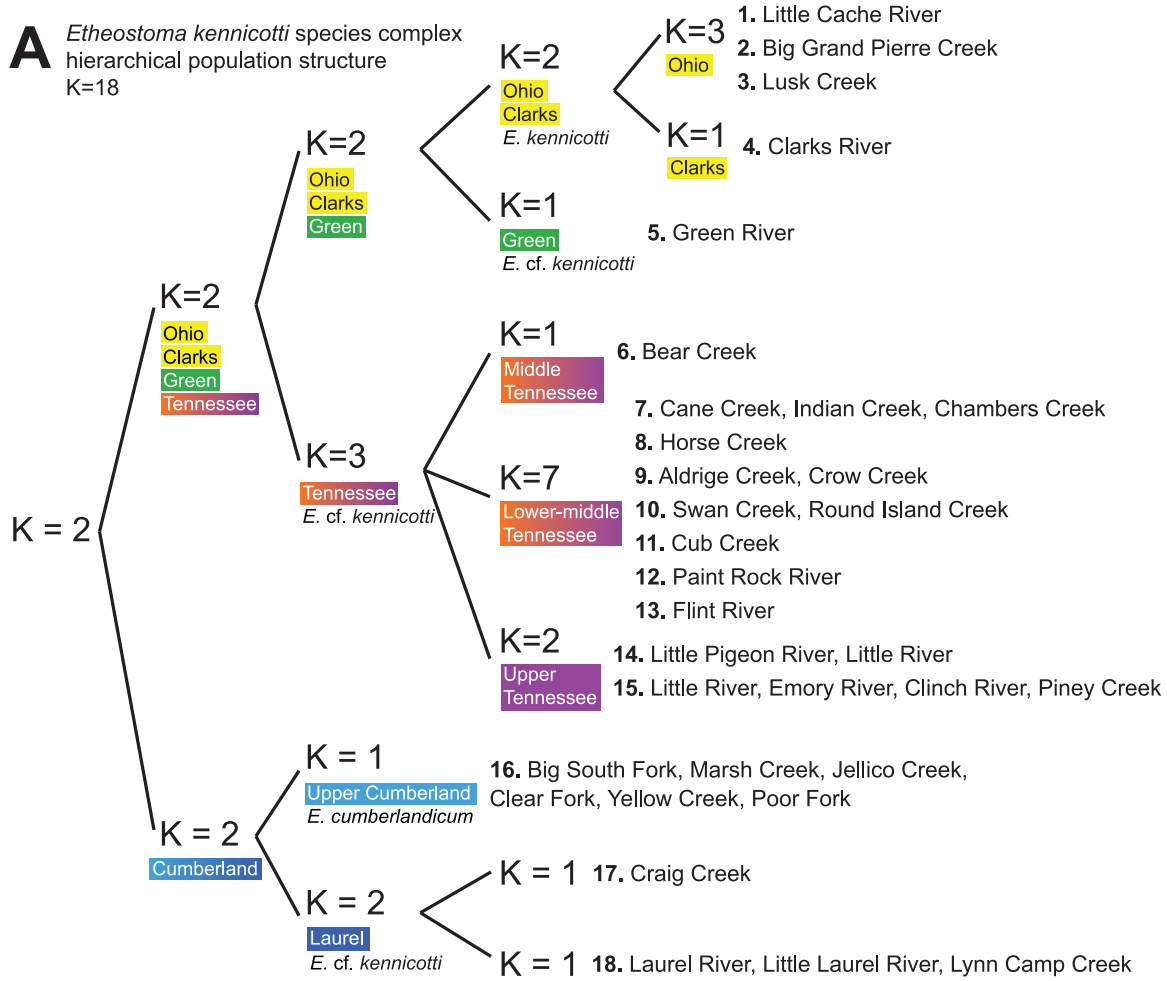 A
Etheostoma kennicotti species complex
hierarchical population structure
K=18
K = 2
K=2
Ohio
Clarks
Green
Tennessee
K=2
Ohio
Clarks
Green
K=2
Ohio
Clarks
E. kennicotti
K=3
Ohio
1. Little Cache River
2. Big Grand Pierre Creek
3. Lusk Creek
K=1
Clarks
4. Clarks River
K=1
Green
E. cf. kennicotti
5. Green River
K=3
Tennessee
E. cf. kennicotti
K=1
Middle
Tennessee
6. Bear Creek
K=7
Lower-middle
Tennessee
7. Cane Creek, Indian Creek, Chambers Creek
8. Horse Creek
9. Aldrige Creek, Crow Creek
10. Swan Creek, Round Island Creek
11. Cub Creek
12. Paint Rock River
13. Flint River
K=2
Upper
Tennessee
14. Little Pigeon River, Little River
15. Little River, Emory River, Clinch River, Piney Creek
K = 2
Cumberland
K = 1
Upper Cumberland
E. cumberlandicum
16. Big South Fork, Marsh Creek, Jellico Creek,
Clear Fork, Yellow Creek, Poor Fork
K = 2
Laurel
E. cf. kennicotti
K = 1
17. Craig Creek
K = 1
18. Laurel River, Little Laurel River, Lynn Camp Creek